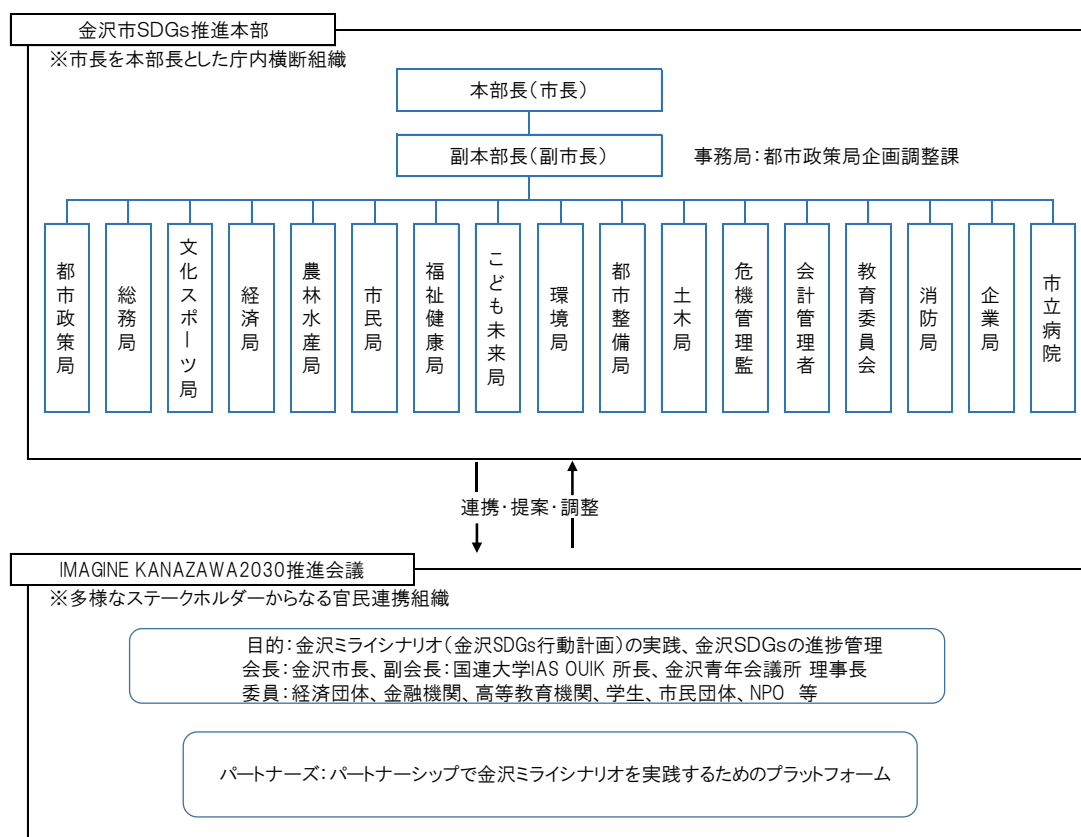 金沢市SDGs推進本部
※市長を本部長とした庁内横断組織
本部長（市長）
副本部長（副市長）
事務局：都市政策局企画調整課
都市政策局
総務局
文化スポーツ局
経済局
農林水産局
市民局
福祉健康局
こども未来局
環境局
都市整備局
土木局
危機管理監
会計管理者
教育委員会
消防局
企業局
市立病院
連携・提案・調整
IMAGINE KANAZAWA2030推進会議
※多様なステークホルダーからなる官民連携組織
目的：金沢ミライシナリオ（金沢SDGs行動計画）の実践、金沢SDGsの進捗管理
会長：金沢市長、副会長：国連大学IAS OUIK 所長、金沢青年会議所 理事長
委員：経済団体、金融機関、高等教育機関、学生、市民団体、NPO 等
パートナーズ：パートナーシップで金沢ミライシナリオを実践するためのプラットフォーム